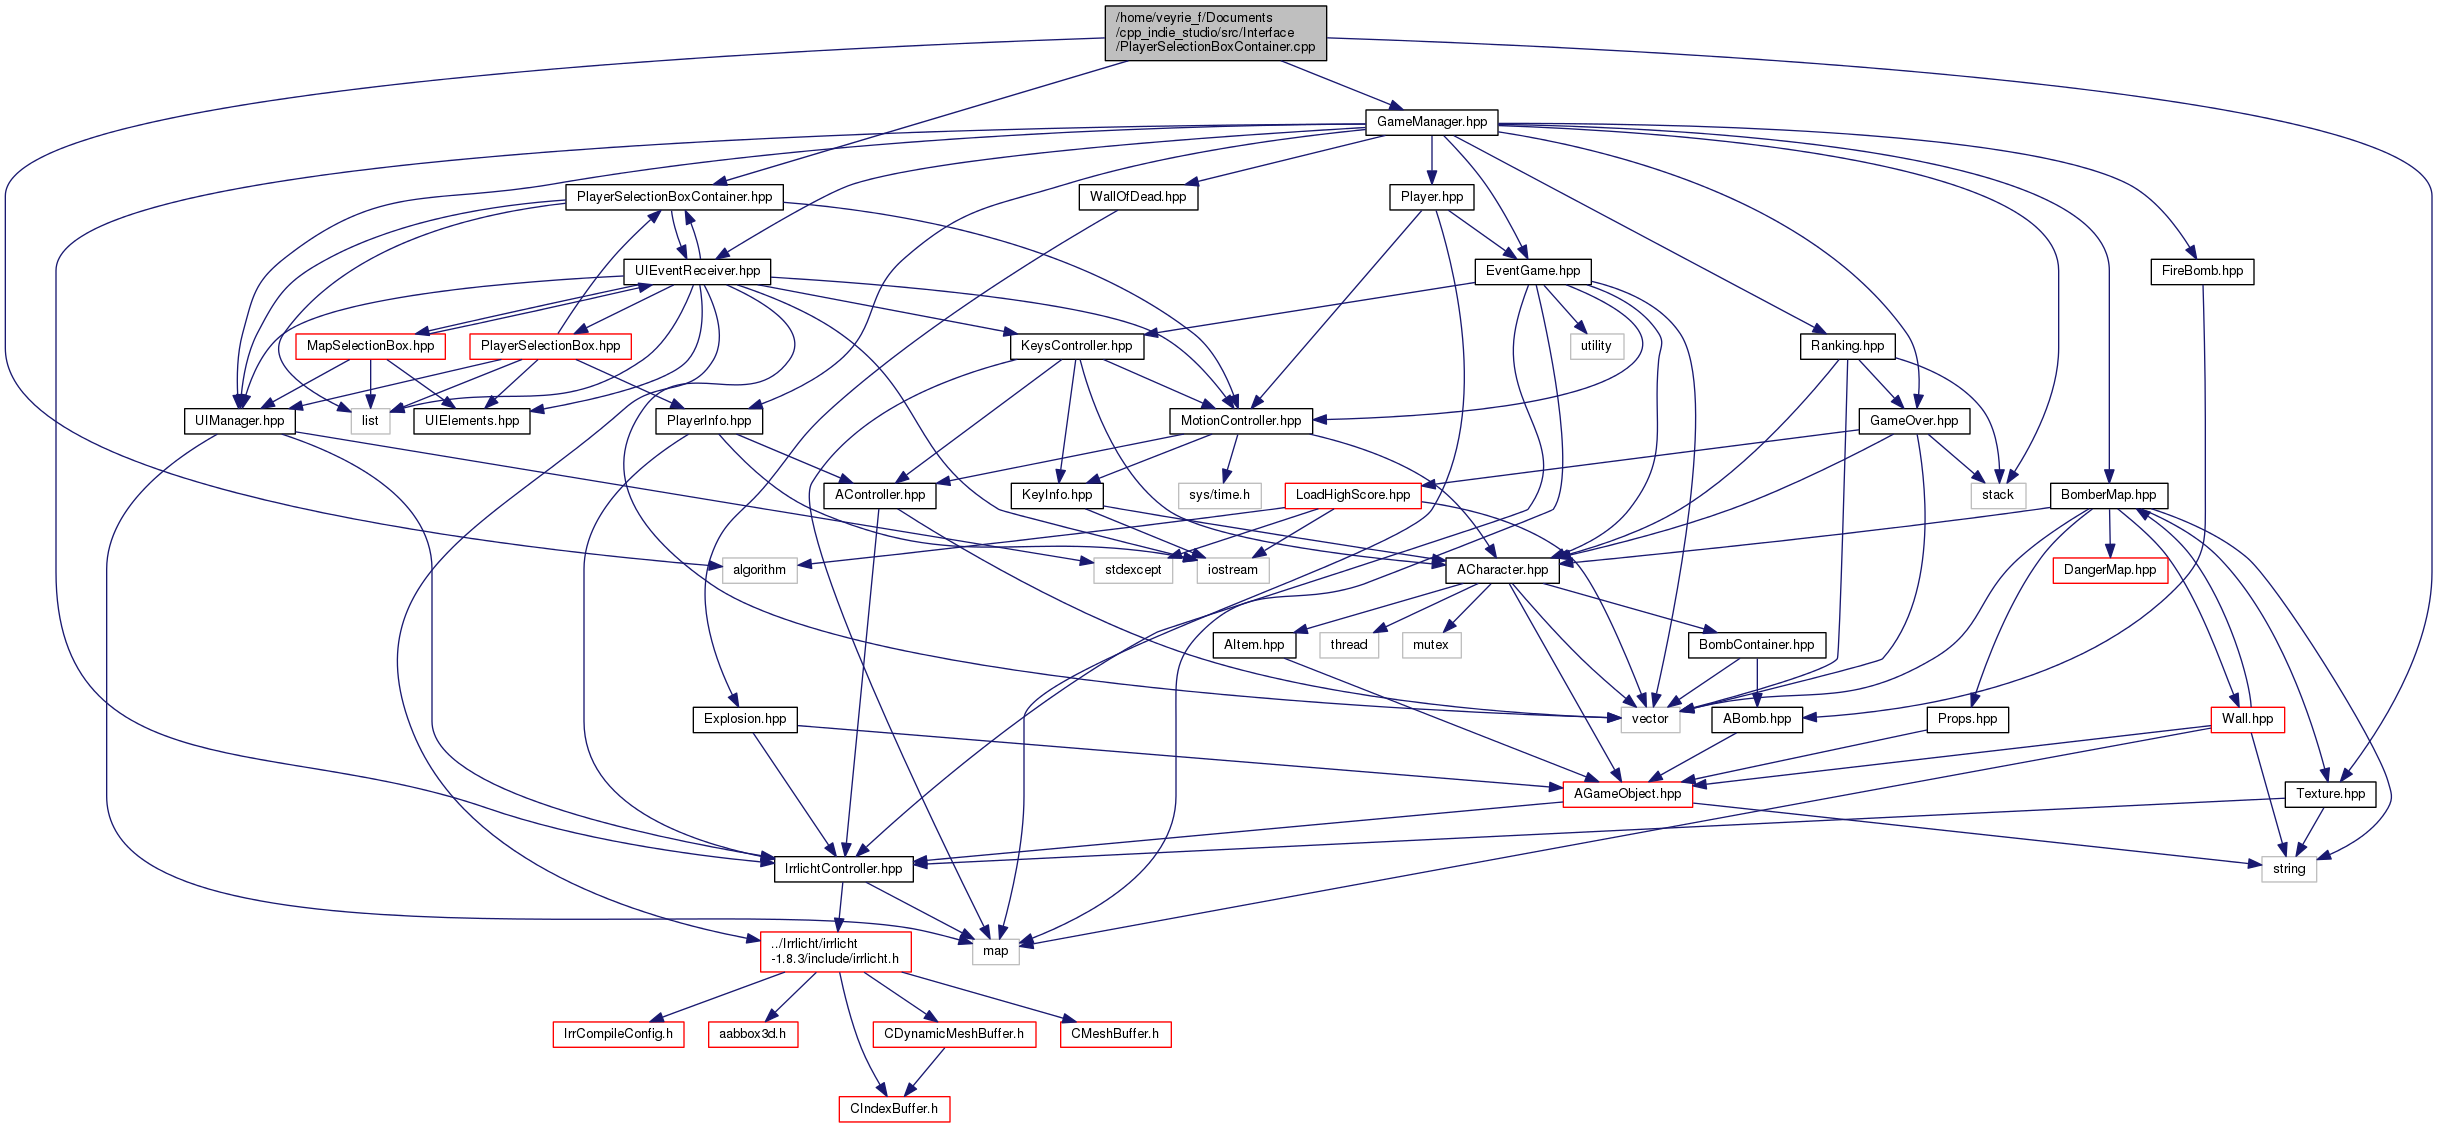 /home/veyrie_f/Documents
/cpp_indie_studio/src/Interface
/PlayerSelectionBoxContainer.cpp
GameManager.hpp
PlayerSelectionBoxContainer.hpp
WallOfDead.hpp
Player.hpp
UIEventReceiver.hpp
EventGame.hpp
FireBomb.hpp
MapSelectionBox.hpp
PlayerSelectionBox.hpp
KeysController.hpp
utility
Ranking.hpp
UIManager.hpp
list
UIElements.hpp
PlayerInfo.hpp
MotionController.hpp
GameOver.hpp
AController.hpp
KeyInfo.hpp
sys/time.h
LoadHighScore.hpp
stack
BomberMap.hpp
algorithm
stdexcept
iostream
ACharacter.hpp
DangerMap.hpp
AItem.hpp
thread
mutex
BombContainer.hpp
Explosion.hpp
vector
ABomb.hpp
Props.hpp
Wall.hpp
AGameObject.hpp
Texture.hpp
IrrlichtController.hpp
string
../Irrlicht/irrlicht
-1.8.3/include/irrlicht.h
map
IrrCompileConfig.h
aabbox3d.h
CDynamicMeshBuffer.h
CMeshBuffer.h
CIndexBuffer.h